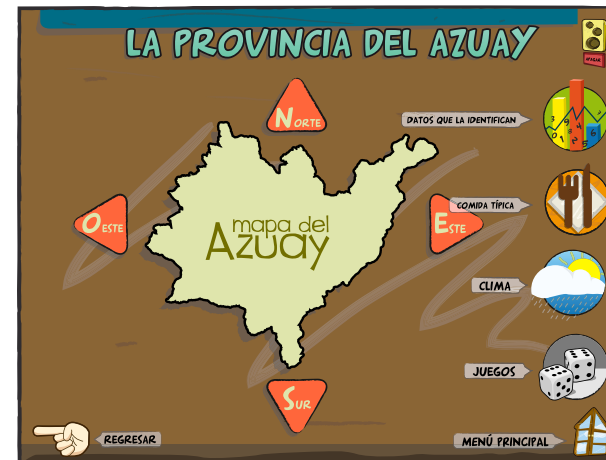 LA PROVINCIA DEL AZUAY
APAGAR
NORTE
DATOS QUE LA IDENTIFICAN
OESTE
mapa del
AZUAY
ESTE
COMIDA TÍPICA
CLIMA
JUEGOS
SUR
REGRESAR
MENÚ PRINCIPAL